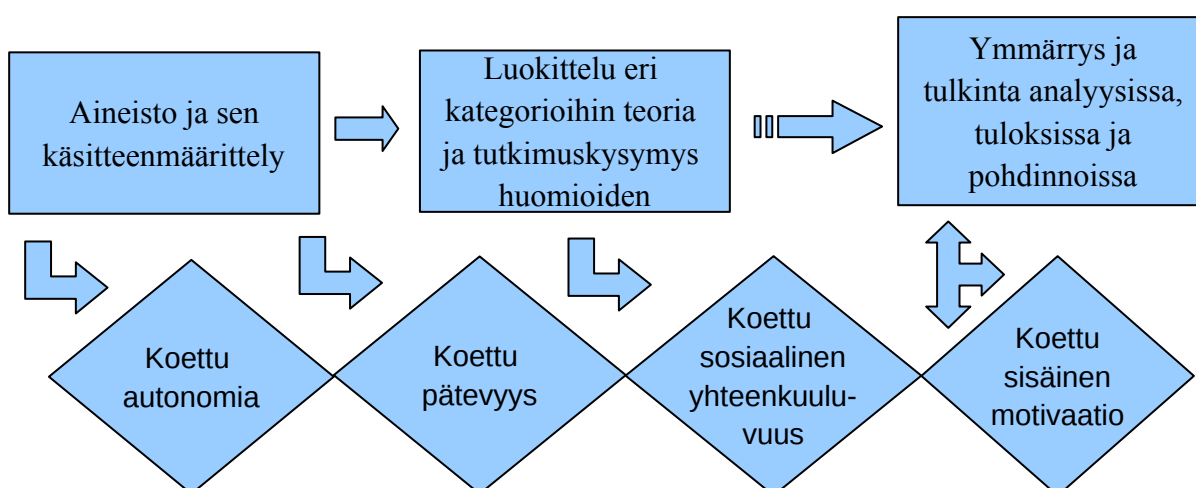 Aineisto ja sen
käsitteenmäärittely
Luokittelu eri
kategorioihin teoria
ja tutkimuskysymys
huomioiden
Ymmärrys ja
tulkinta analyysissa,
tuloksissa ja
pohdinnoissa
Koettu
autonomia
Koettu
pätevyys
Koettu
sosiaalinen
yhteenkuulu-
vuus
Koettu
sisäinen
motivaatio